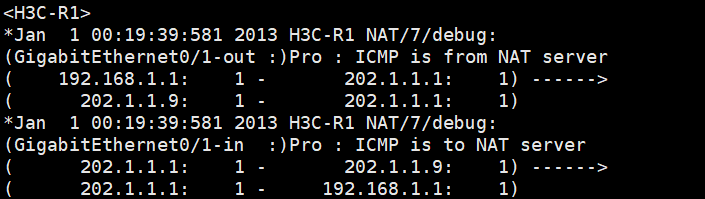 <H3C-R1>
*Jan  1 00:19:39:581 2013 H3C-R1 NAT/7/debug:
(GigabitEthernet0/1-out :)Pro : ICMP is from NAT server
(    192.168.1.1:    1 -       202.1.1.1:    1) ------>
(      202.1.1.9:    1 -       202.1.1.1:    1)
*Jan  1 00:19:39:581 2013 H3C-R1 NAT/7/debug:
(GigabitEthernet0/1-in  :)Pro : ICMP is to NAT server
(      202.1.1.1:    1 -       202.1.1.9:    1) ------>
(      202.1.1.1:    1 -     192.168.1.1:    1)